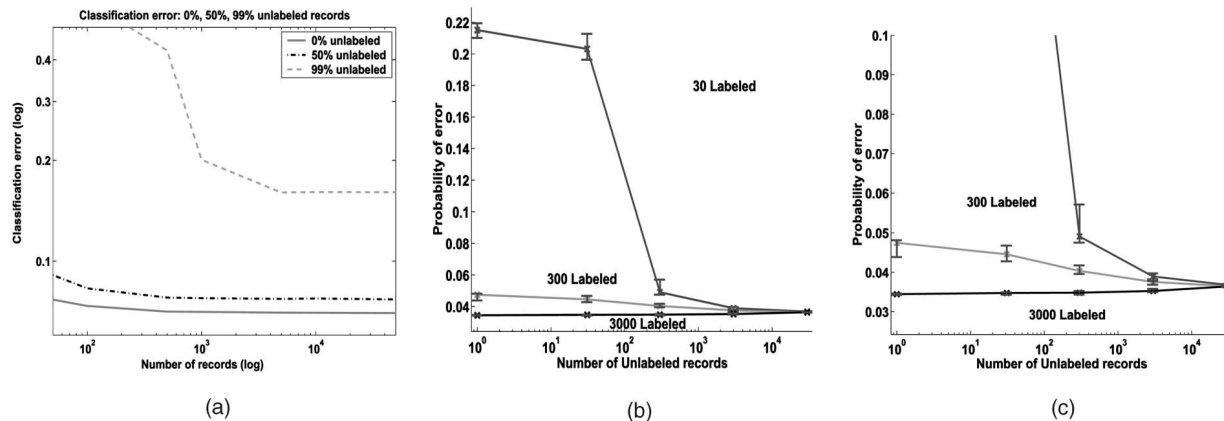 Classification error: 0%, 50%, 99% unlabeled records
0% unlabeled
50% unlabeled
99% unlabeled
0.4
0.3
0.2
0.1
Classification error (log)
10^2
10^3
10^4
Number of records (log)
(a)
0.22
0.2
0.18
0.16
0.14
0.12
0.1
0.08
0.06
0.04
Probability of error
30 Labeled
300 Labeled
3000 Labeled
10^0
10^1
10^2
10^3
10^4
Number of Unlabeled records
(b)
0.1
0.09
0.08
0.07
0.06
0.05
0.04
0.03
Probability of error
300 Labeled
3000 Labeled
10^0
10^1
10^2
10^3
10^4
Number of Unlabeled records
(c)